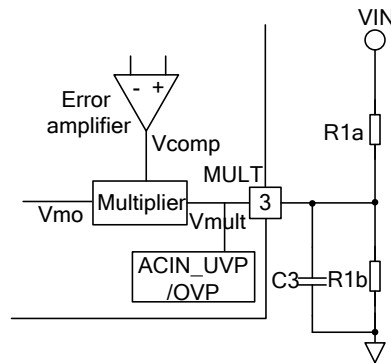 VIN
- +
Error
amplifier
Vcomp
R1a
MULT
Multiplier
3
Vmo
Vmult
ACIN_UVP
/OVP
C3
R1b